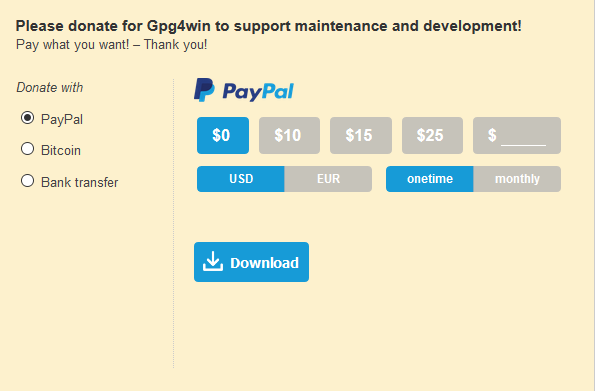 Please donate for Gpg4win to support maintenance and development!
Pay what you want! – Thank you!
Donate with
PayPal
Bitcoin
Bank transfer
PayPal
$0 $10 $15 $25 $ _____
USD EUR onetime monthly
Download